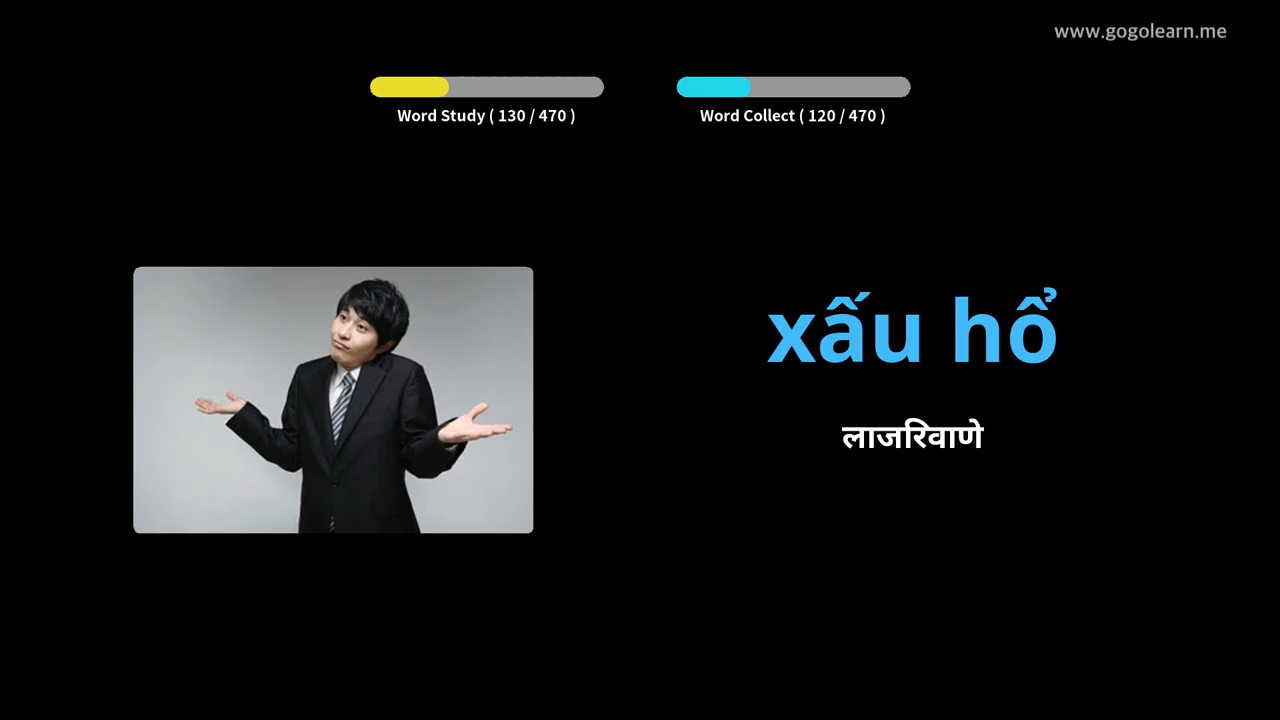 www.gogolearn.me
Word Study ( 130 / 470 )
Word Collect ( 120 / 470 )
xấu hổ
लाजरिवाणे